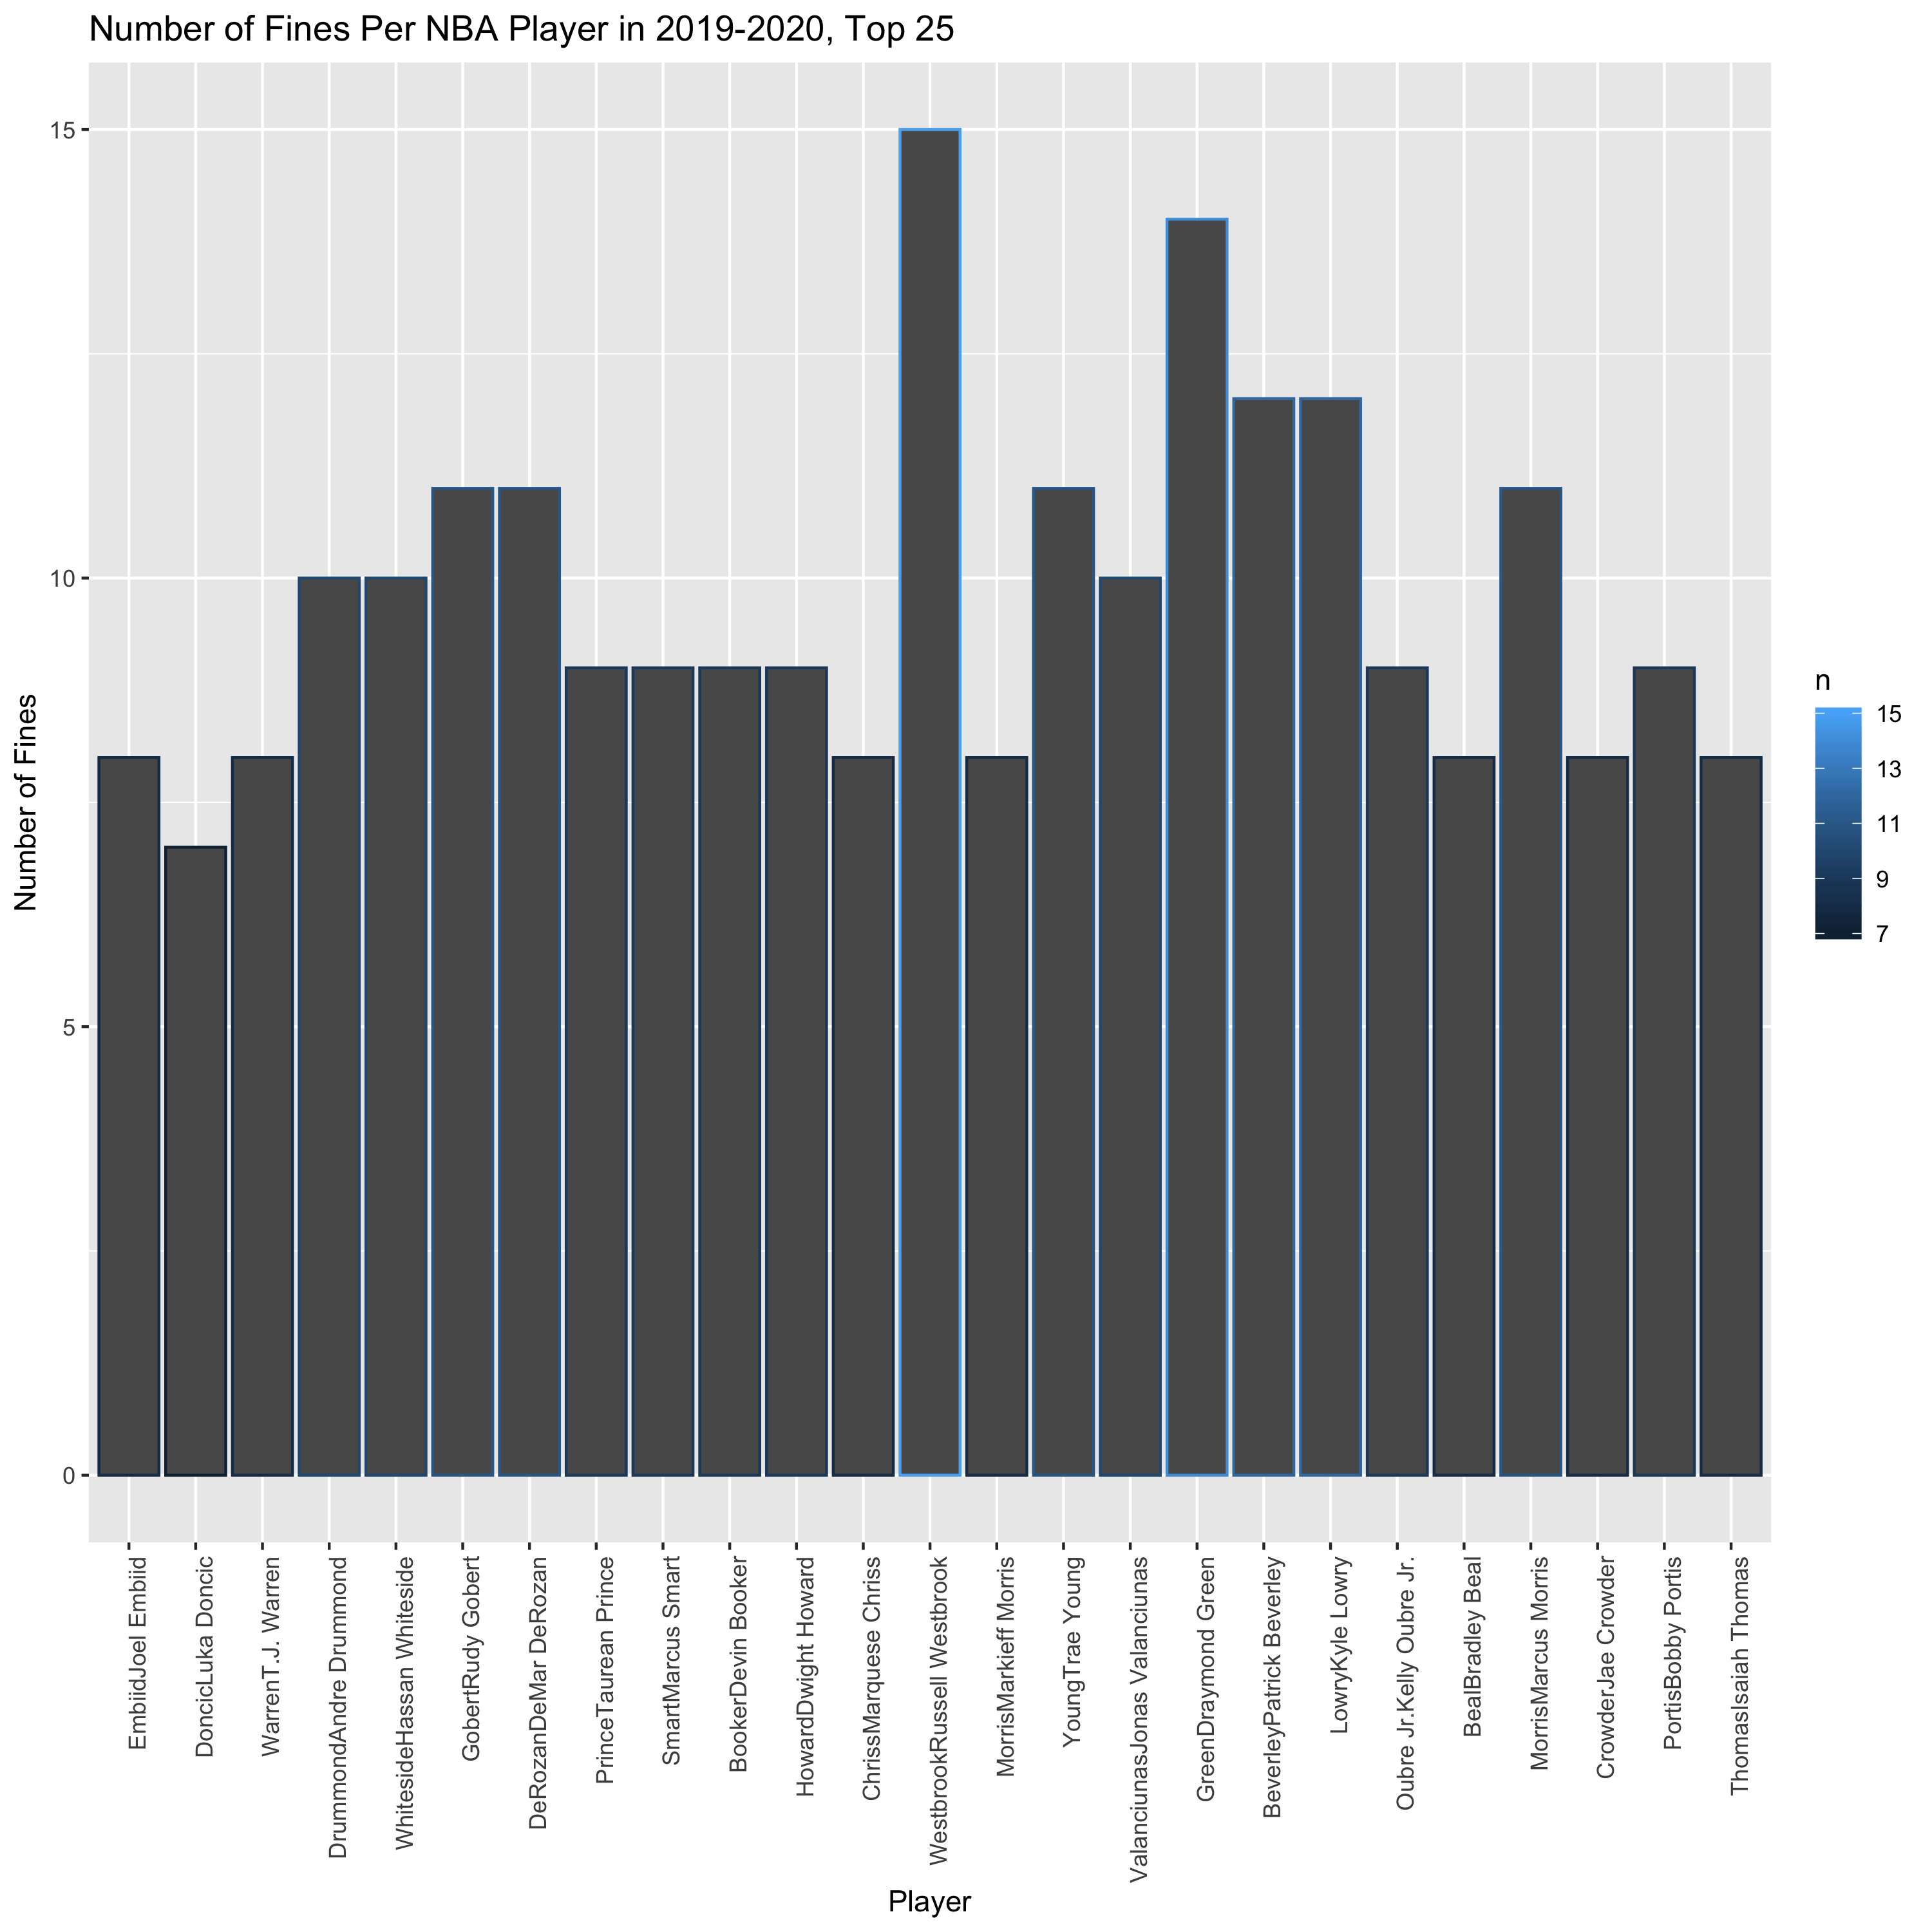 Number of Fines Per NBA Player in 2019-2020, Top 25
Number of Fines
15
10
5
0
EmbiidJoel Embiid
DoncicLuka Doncic
WarrenT.J. Warren
DrummondAndre Drummond
WhitesideHassan Whiteside
GobertRudy Gobert
DeRozanDeMar DeRozan
PrinceTaurean Prince
SmartMarcus Smart
BookerDevin Booker
HowardDwight Howard
ChrissMarquese Chriss
WestbrookRussell Westbrook
MorrisMarkieff Morris
YoungTrae Young
ValanciunasJonas Valanciunas
GreenDraymond Green
BeverleyPatrick Beverley
LowryKyle Lowry
Oubre Jr.Kelly Oubre Jr.
BealBradley Beal
MorrisMarcus Morris
CrowderJae Crowder
PortisBobby Portis
ThomasIsaiah Thomas
Player
n
15
13
11
9
7